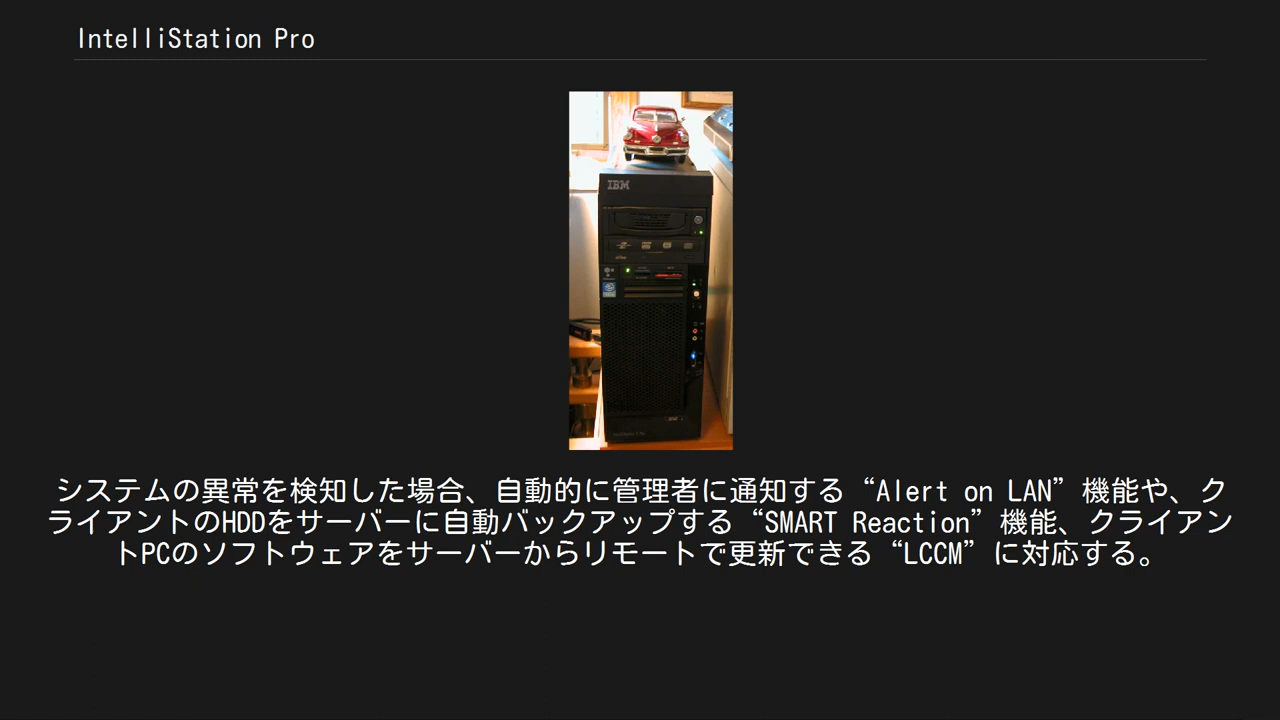 IntelliStation Pro
IBM
システムの異常を検知した場合、自動的に管理者に通知する“Alert on LAN”機能や、ク
ライアントのHDDをサーバーに自動バックアップする“SMART Reaction”機能、クライアン
トPCのソフトウェアをサーバーからリモートで更新できる“LCCM”に対応する。